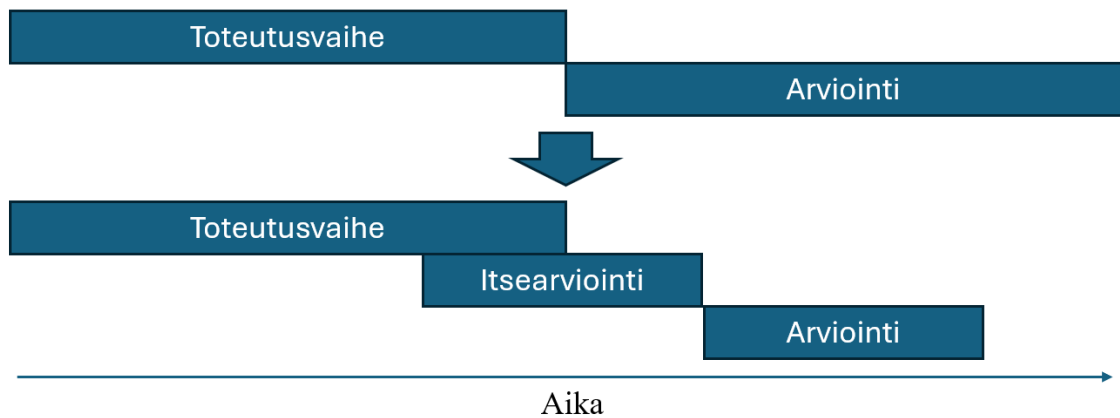 Toteutusvaihe
Arviointi
Toteutusvaihe
Itsearviointi
Arviointi
Aika